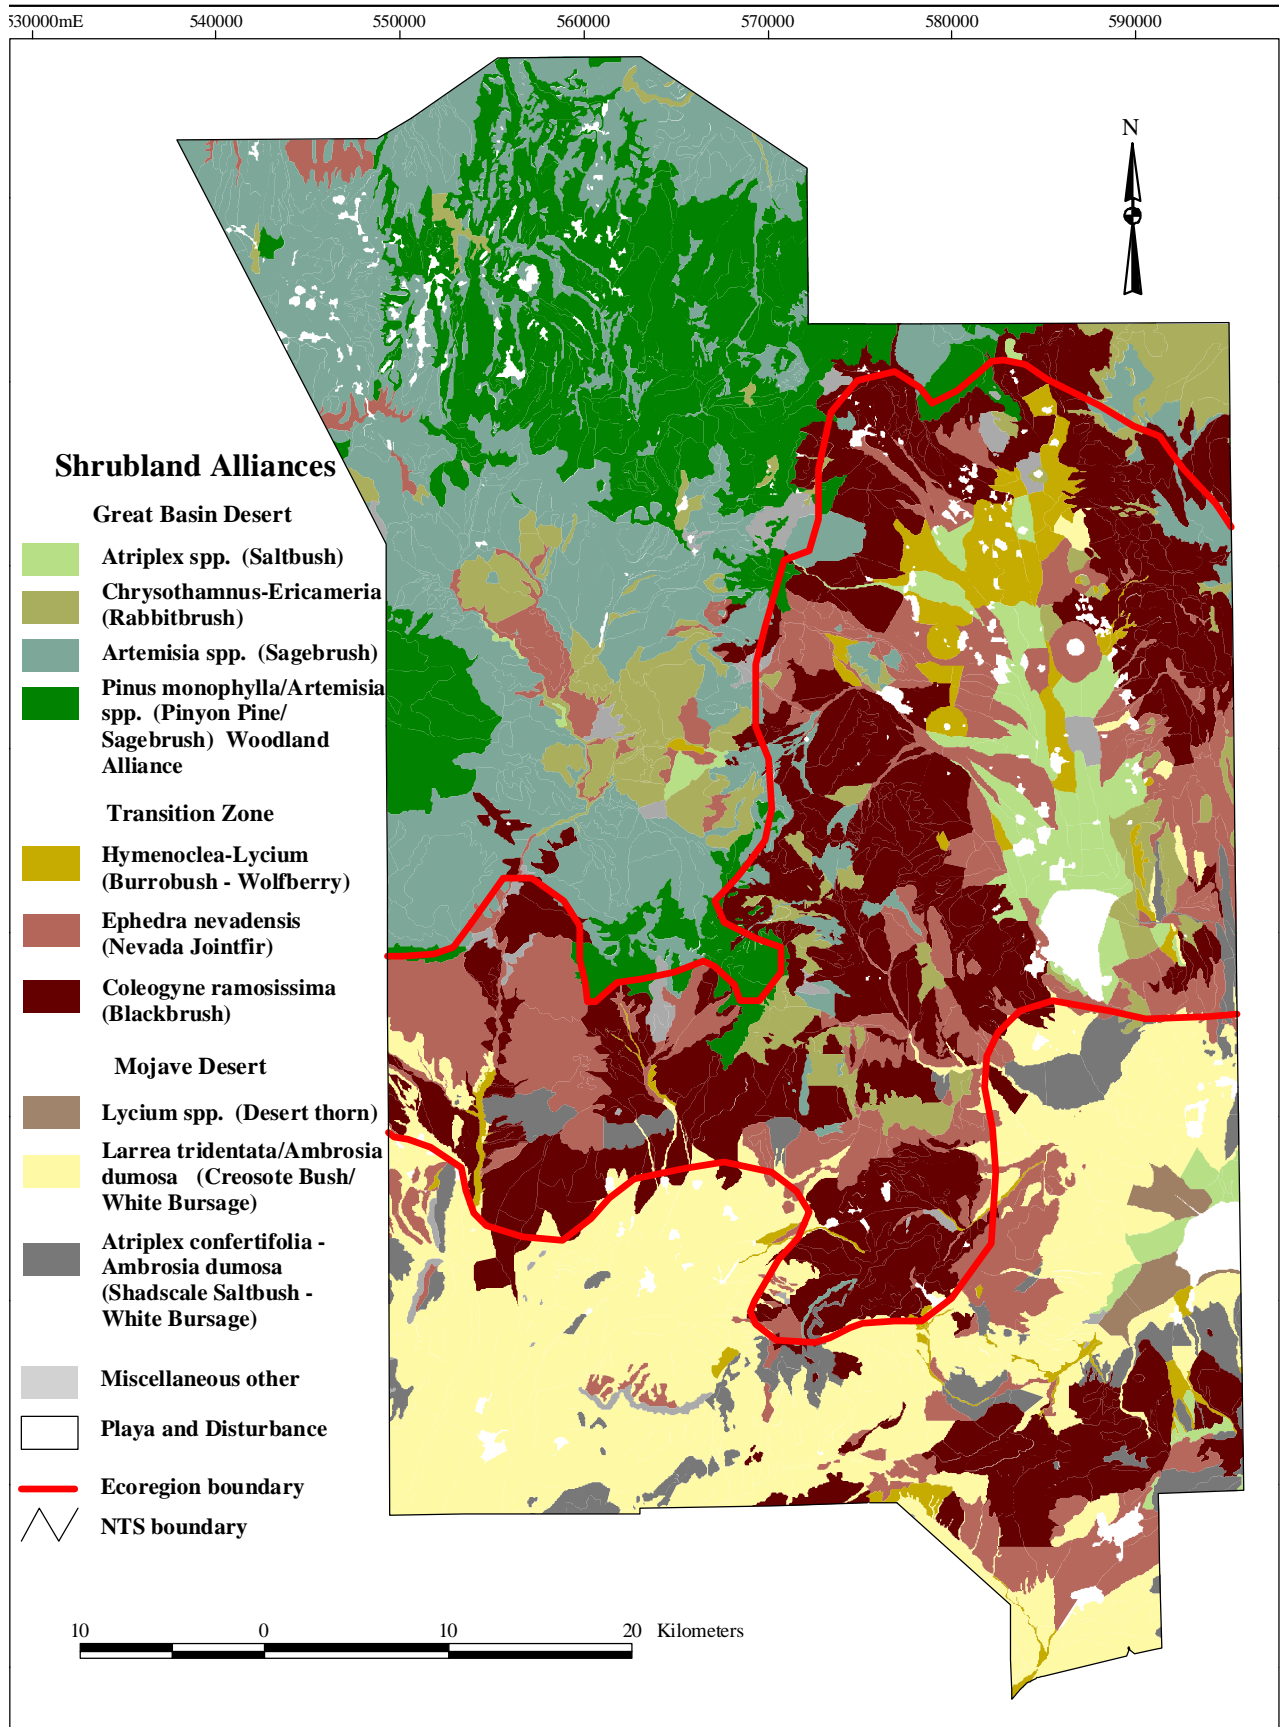 530000mE 540000 550000 560000 570000 580000 590000
N
Shrubland Alliances
Great Basin Desert
Atriplex spp. (Saltbush)
Chrysothamnus-Ericameria
(Rabbitbrush)
Artemisia spp. (Sagebrush)
Pinus monophylla/Artemisia
spp. (Pinyon Pine/
Sagebrush) Woodland
Alliance
Transition Zone
Hymenoclea-Lycium
(Burrobush - Wolfberry)
Ephedra nevadensis
(Nevada Jointfir)
Coleogyne ramosissima
(Blackbrush)
Mojave Desert
Lycium spp. (Desert thorn)
Larrea tridentata/Ambrosia
dumosa (Creosote Bush/
White Bursage)
Atriplex confertifolia -
Ambrosia dumosa
(Shadscale Saltbush -
White Bursage)
Miscellaneous other
Playa and Disturbance
Ecoregion boundary
NTS boundary
10 0 10 20 Kilometers